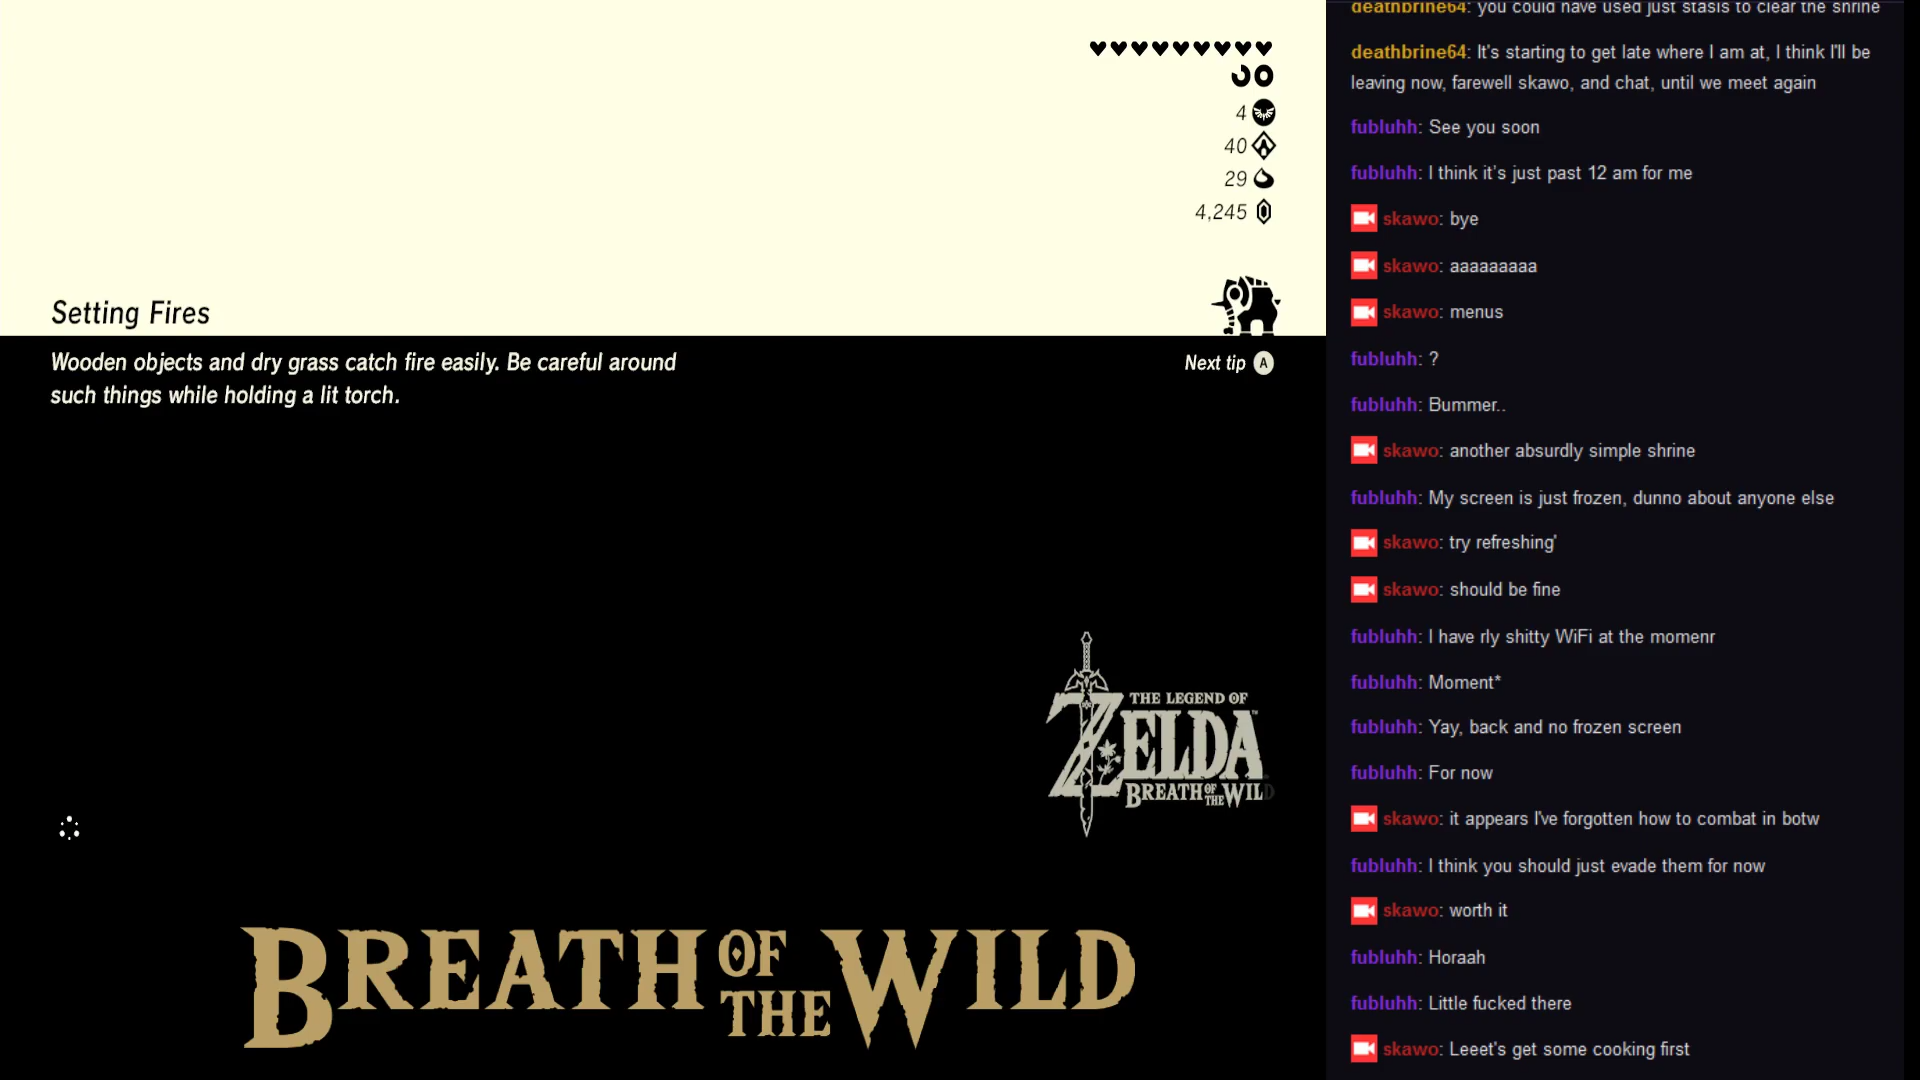 4
40
29
4,245
Setting Fires
Wooden objects and dry grass catch fire easily. Be careful around
such things while holding a lit torch.
Next tip A
THE LEGEND OF
ZELDA
BREATH OF THE WILD
BREATH OF THE WILD
deathbrine64: you could have used just stasis to clear the shrine
deathbrine64: It's starting to get late where I am at, I think I'll be
leaving now, farewell skawo, and chat, until we meet again
fubluhh: See you soon
fubluhh: I think it's just past 12 am for me
skawo: bye
skawo: aaaaaaaaa
skawo: menus
fubluhh: ?
fubluhh: Bummer..
skawo: another absurdly simple shrine
fubluhh: My screen is just frozen, dunno about anyone else
skawo: try refreshing'
skawo: should be fine
fubluhh: I have rly shitty WiFi at the momenr
fubluhh: Moment*
fubluhh: Yay, back and no frozen screen
fubluhh: For now
skawo: it appears I've forgotten how to combat in botw
fubluhh: I think you should just evade them for now
skawo: worth it
fubluhh: Horaah
fubluhh: Little fucked there
skawo: Leeet's get some cooking first